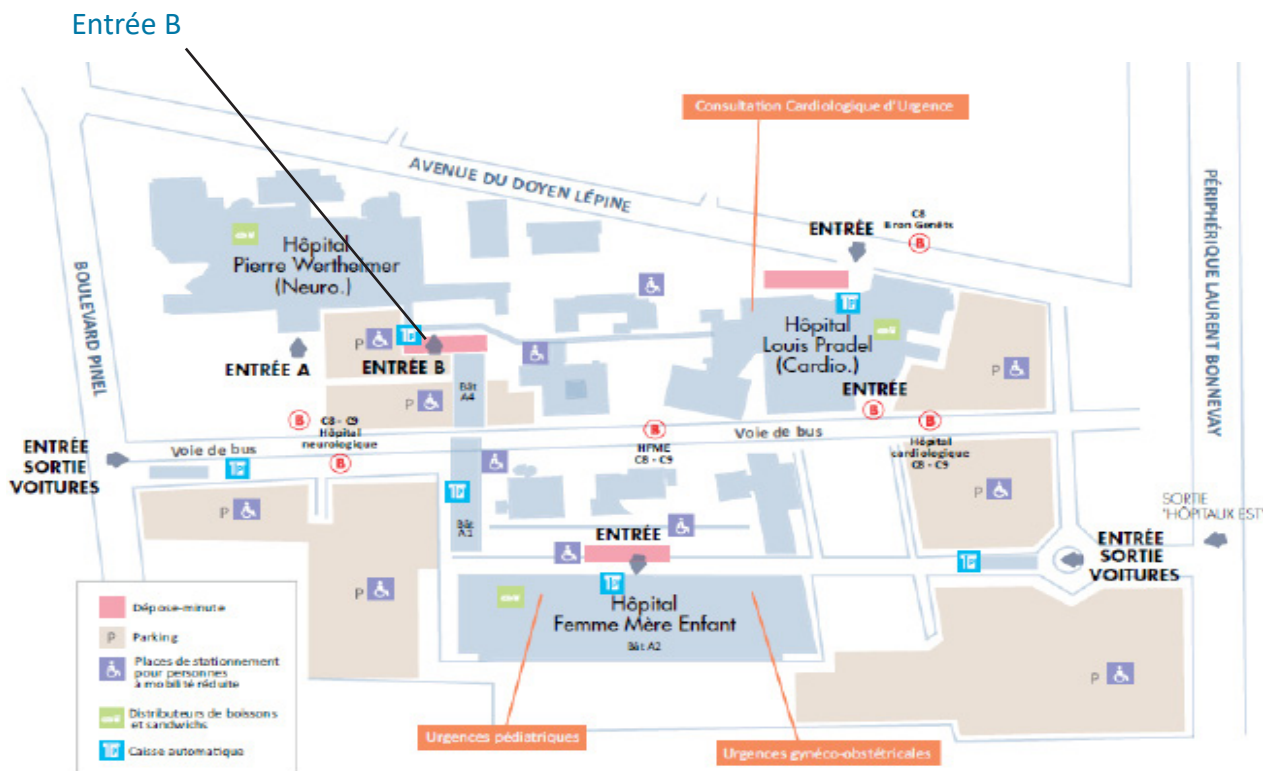 Entrée B
Consultation Cardiologique d'Urgence
AVENUE DU DOYEN LÉPINE
PÉRIPHÉRIQUE LAURENT BONNEVAY
BOULEVARD PINEL
C8
Bron Genêts
B
ENTRÉE
Hôpital
Pierre Wertheimer
(Neuro.)
Hôpital
Louis Pradel
(Cardio.)
P
ENTRÉE A
ENTRÉE B
P
Bât
A4
P
ENTRÉE
B
B
C8 - C9
Hôpital
neurologique
B
Voie de bus
B
HFME
C8 - C9
Voie de bus
B
Hôpital
cardiologique
C8 - C9
ENTRÉE
SORTIE
VOITURES
P
Bât
P
SORTIE
"HÔPITAUX EST"
ENTRÉE
ENTRÉE
SORTIE
VOITURES
P
Hôpital
Femme Mère Enfant
Bât A2
P
Dépose-minute
P
Parking
Places de stationnement
pour personnes
à mobilité réduite
Distributeurs de boissons
et sandwichs
Caisse automatique
Urgences pédiatriques
Urgences gynéco-obstétricales